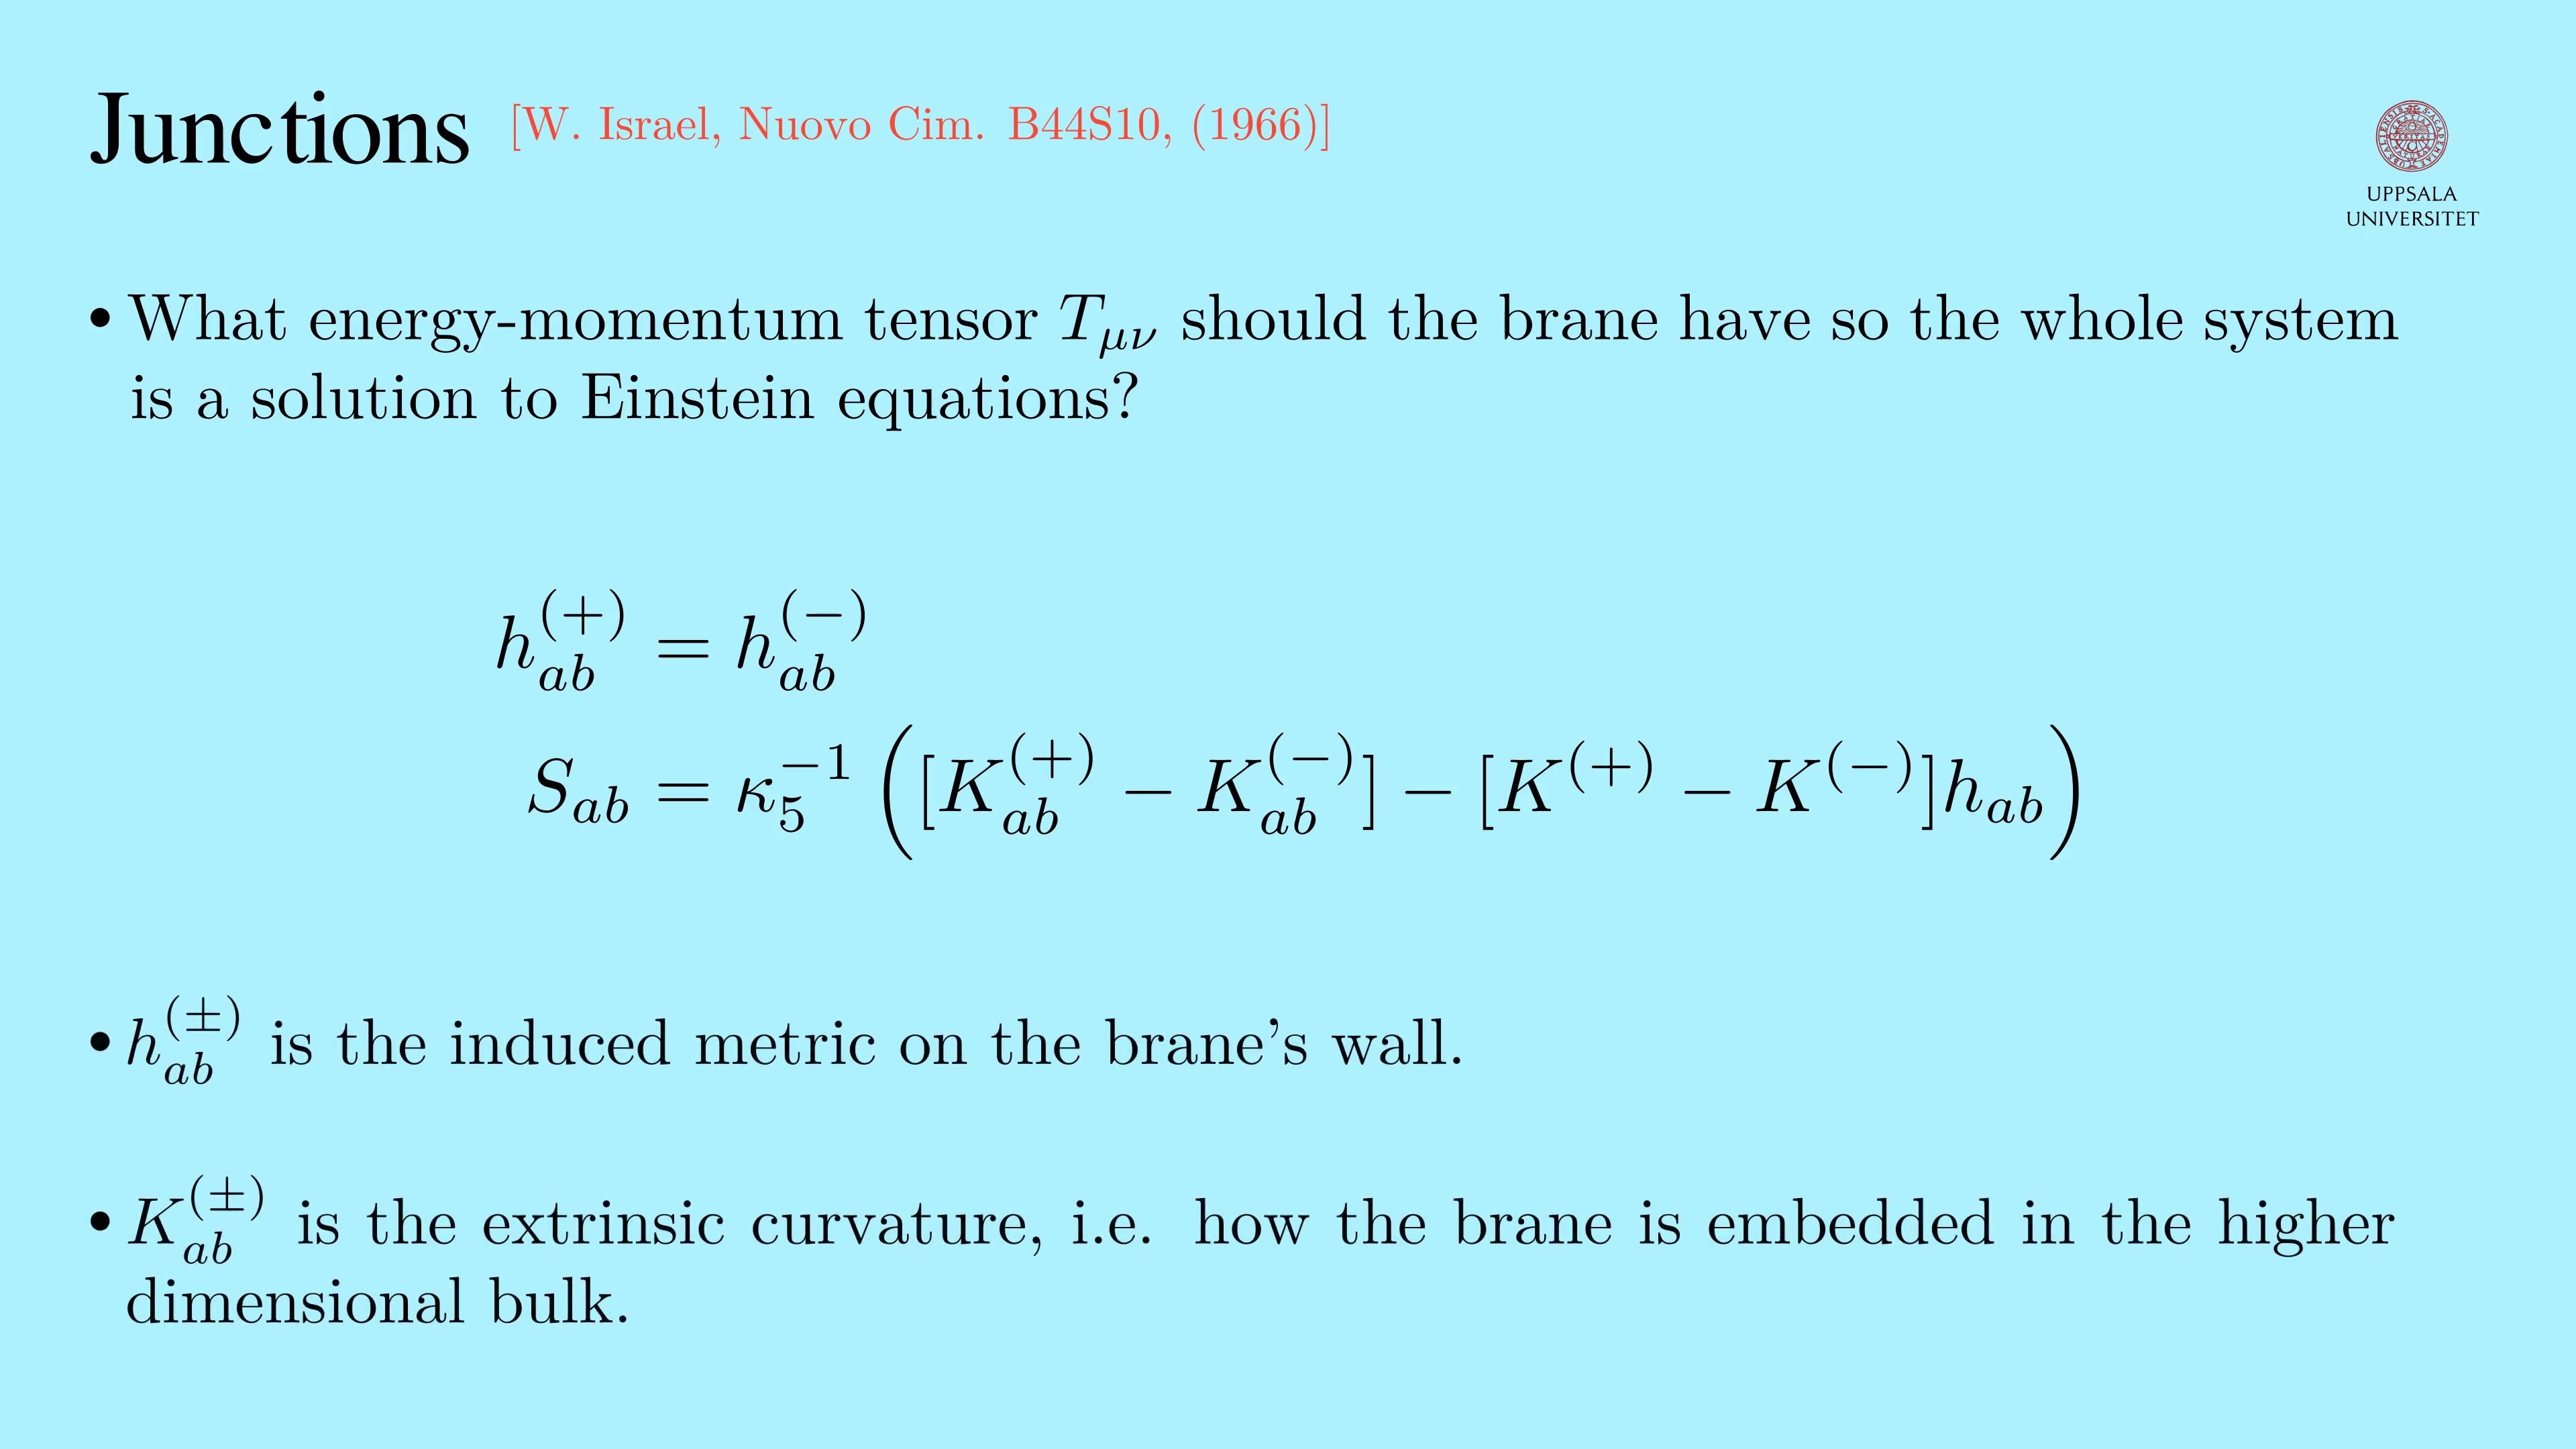 Junctions [W. Israel, Nuovo Cim. B44S10, (1966)]
UPPSALA
UNIVERSITET
• What energy-momentum tensor $T_{\mu\nu}$ should the brane have so the whole system
is a solution to Einstein equations?
$h_{ab}^{(+)} = h_{ab}^{(-)}$
$S_{ab} = \kappa_5^{-1} \left( [K_{ab}^{(+)} - K_{ab}^{(-)}] - [K^{(+)} - K^{(-)}]h_{ab} \right)$
• $h_{ab}^{(\pm)}$ is the induced metric on the brane’s wall.
• $K_{ab}^{(\pm)}$ is the extrinsic curvature, i.e. how the brane is embedded in the higher
dimensional bulk.